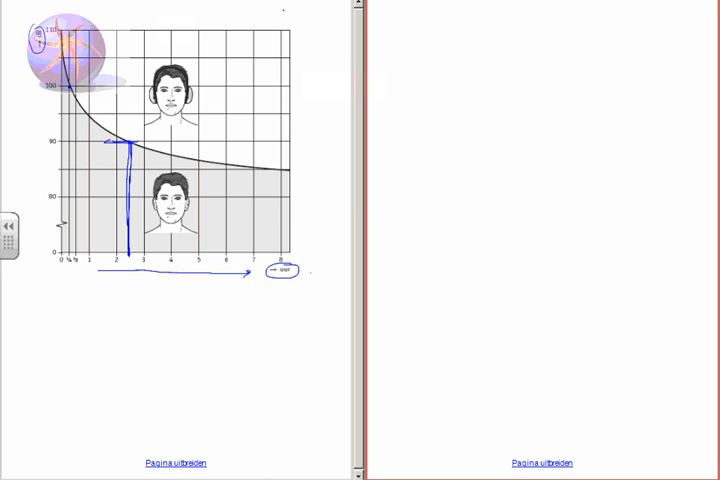 110
100
90
80
0
0 ¼ ½ 1 2 3 4 5 6 7 8
→ uur
Pagina uitbreiden
Pagina uitbreiden